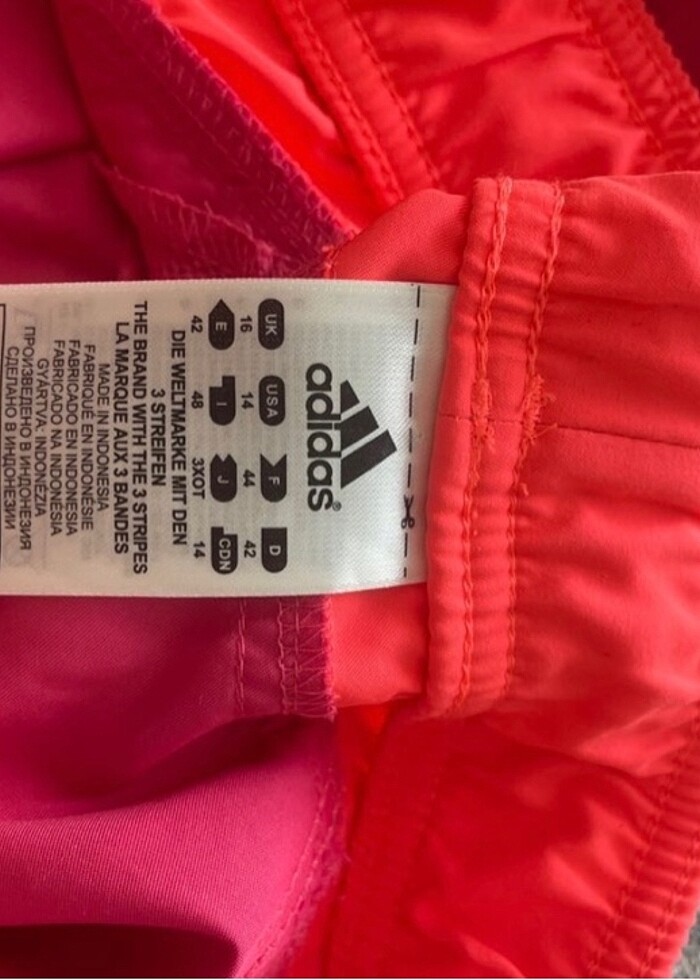 adidas®
UK USA F D
16 14 44 42
E I J CDN
42 48 3XOT 14
DIE WELTMARKE MIT DEN
3 STREIFEN
THE BRAND WITH THE 3 STRIPES
LA MARQUE AUX 3 BANDES
MADE IN INDONESIA
FABRIQUÉ EN INDONÉSIE
FABRICADO EN INDONESIA
FABRICADO NA INDONÉSIA
GYÁRTVA: INDONÉZIA
ПРОИЗВЕДЕНО В ИНДОНЕЗИЯ
СДЕЛАНО В ИНДОНЕЗИИ